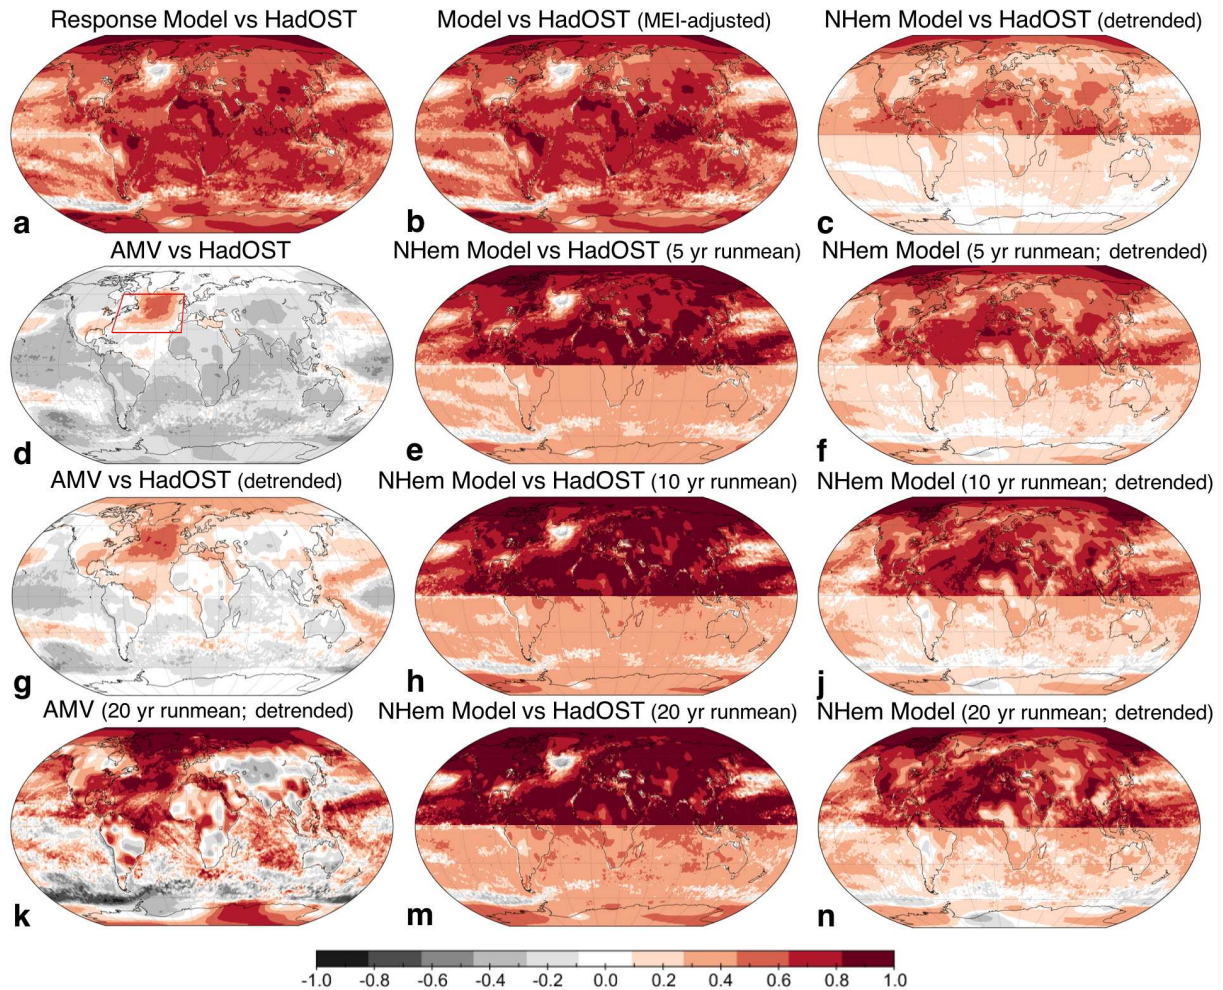 Response Model vs HadOST
Model vs HadOST (MEI-adjusted)
NHem Model vs HadOST (detrended)
a
b
c
AMV vs HadOST
NHem Model vs HadOST (5 yr runmean)
NHem Model (5 yr runmean; detrended)
d
e
f
AMV vs HadOST (detrended)
NHem Model vs HadOST (10 yr runmean)
NHem Model (10 yr runmean; detrended)
g
h
j
AMV (20 yr runmean; detrended)
NHem Model vs HadOST (20 yr runmean)
NHem Model (20 yr runmean; detrended)
k
m
n
-1.0 -0.8 -0.6 -0.4 -0.2 0.0 0.2 0.4 0.6 0.8 1.0